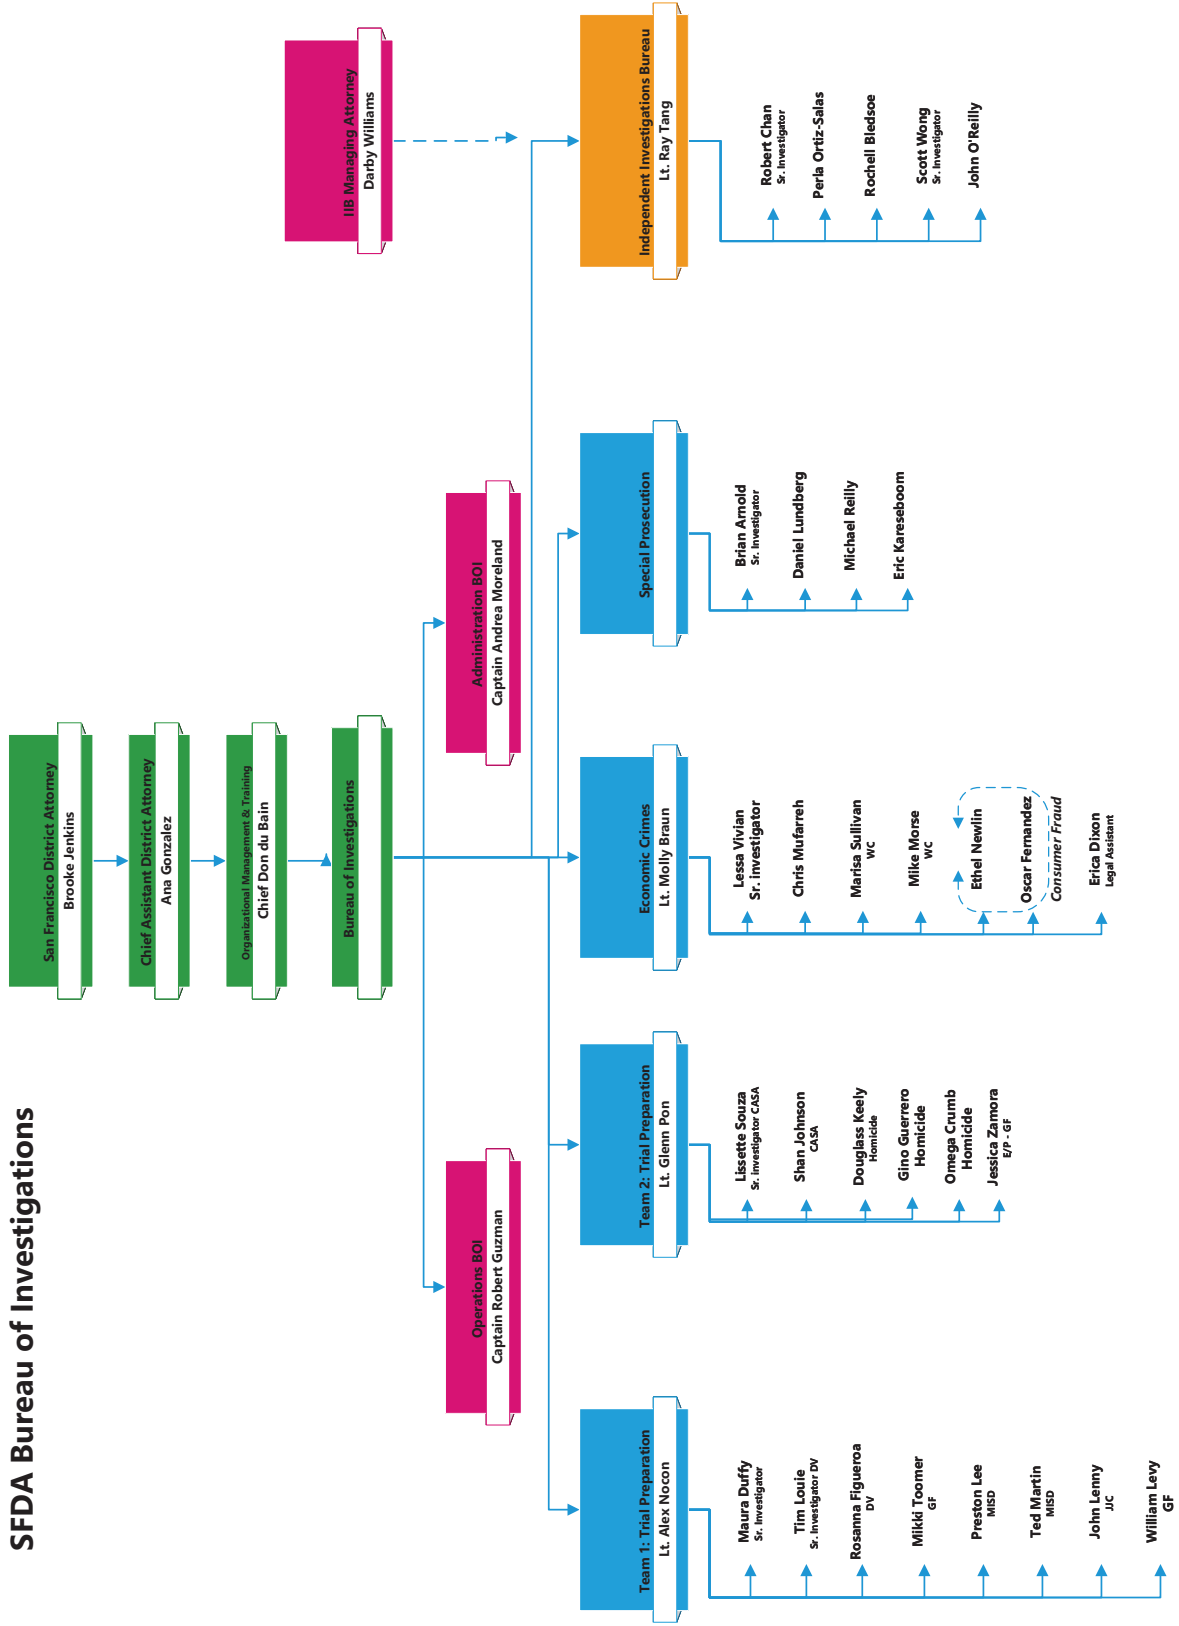 SFDA Bureau of Investigations
San Francisco District Attorney
Brooke Jenkins
Chief Assistant District Attorney
Ana Gonzalez
Organizational Management & Training
Chief Don du Bain
Bureau of Investigations
IIB Managing Attorney
Darby Williams
Operations BOI
Captain Robert Guzman
Administration BOI
Captain Andrea Moreland
Team 1: Trial Preparation
Lt. Alex Nocon
Maura Duffy
Sr. Investigator
Tim Louie
Sr. Investigator DV
Rosanna Figueroa
DV
Mikki Toomer
GF
Preston Lee
MISD
Ted Martin
MISD
John Lenny
JJC
William Levy
GF
Team 2: Trial Preparation
Lt. Glenn Pon
Lissette Souza
Sr. investigator CASA
Shan Johnson
CASA
Douglass Keely
Homicide
Gino Guerrero
Homicide
Omega Crumb
Homicide
Jessica Zamora
E/P - GF
Economic Crimes
Lt. Molly Braun
Lessa Vivian
Sr. investigator
Chris Mufarreh
Marisa Sullivan
WC
Mike Morse
WC
Ethel Newlin
Oscar Fernandez
Consumer Fraud
Erica Dixon
Legal Assistant
Special Prosecution
Brian Arnold
Sr. Investigator
Daniel Lundberg
Michael Reilly
Eric Kareseboom
Independent Investigations Bureau
Lt. Ray Tang
Robert Chan
Sr. Investigator
Perla Ortiz-Salas
Rochell Bledsoe
Scott Wong
Sr. Investigator
John O'Reilly